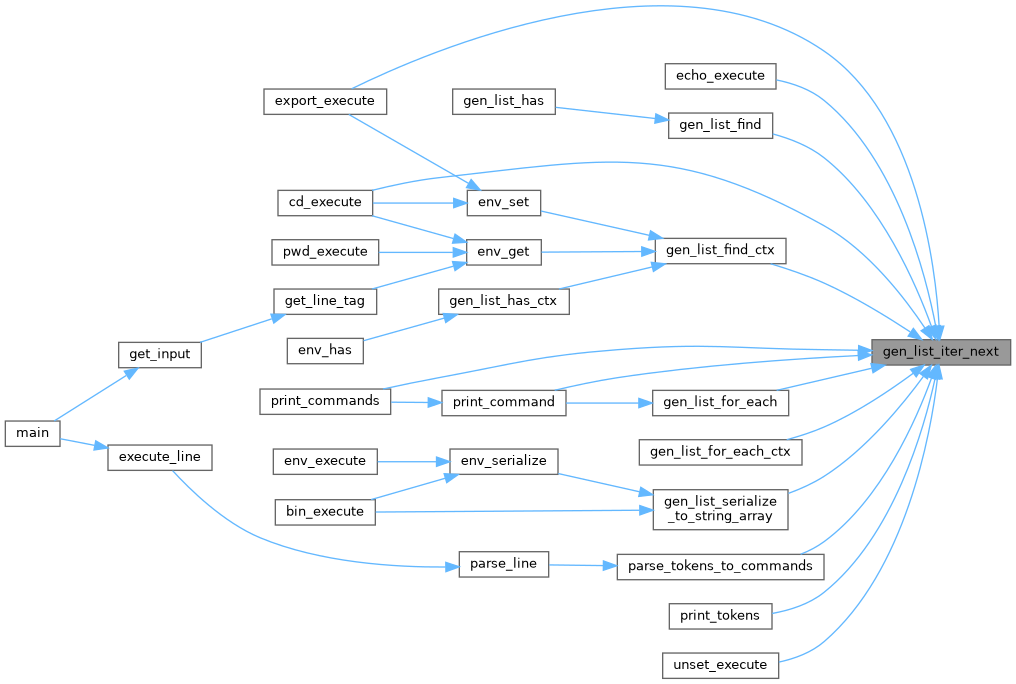 echo_execute
export_execute
gen_list_has
gen_list_find
cd_execute
env_set
pwd_execute
env_get
gen_list_find_ctx
get_line_tag
gen_list_has_ctx
get_input
env_has
gen_list_iter_next
print_commands
print_command
gen_list_for_each
main
execute_line
gen_list_for_each_ctx
env_execute
env_serialize
bin_execute
gen_list_serialize
_to_string_array
parse_line
parse_tokens_to_commands
print_tokens
unset_execute